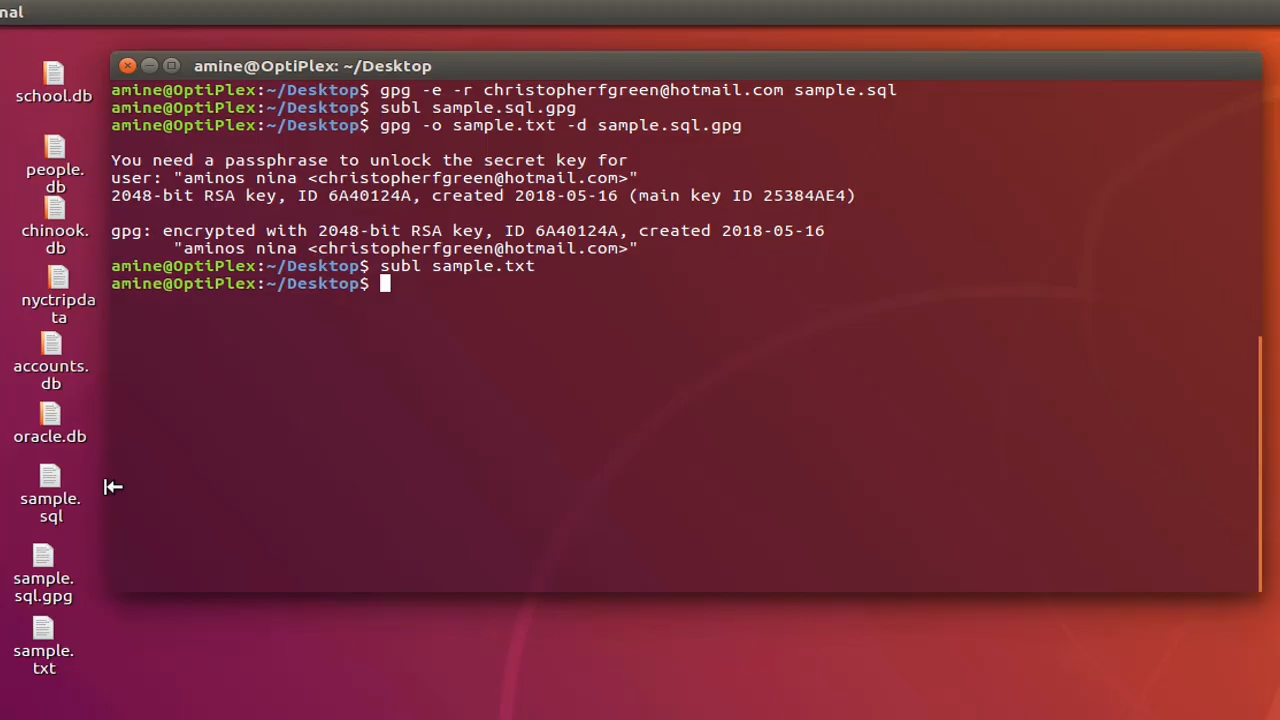 nal
amine@OptiPlex: ~/Desktop
amine@OptiPlex:~/Desktop$ gpg -e -r christopherfgreen@hotmail.com sample.sql
amine@OptiPlex:~/Desktop$ subl sample.sql.gpg
amine@OptiPlex:~/Desktop$ gpg -o sample.txt -d sample.sql.gpg
You need a passphrase to unlock the secret key for
user: "aminos nina <christopherfgreen@hotmail.com>"
2048-bit RSA key, ID 6A40124A, created 2018-05-16 (main key ID 25384AE4)
gpg: encrypted with 2048-bit RSA key, ID 6A40124A, created 2018-05-16
"aminos nina <christopherfgreen@hotmail.com>"
amine@OptiPlex:~/Desktop$ subl sample.txt
amine@OptiPlex:~/Desktop$
school.db
people.
db
chinook.
db
nyctripda
ta
accounts.
db
oracle.db
sample.
sql
sample.
sql.gpg
sample.
txt